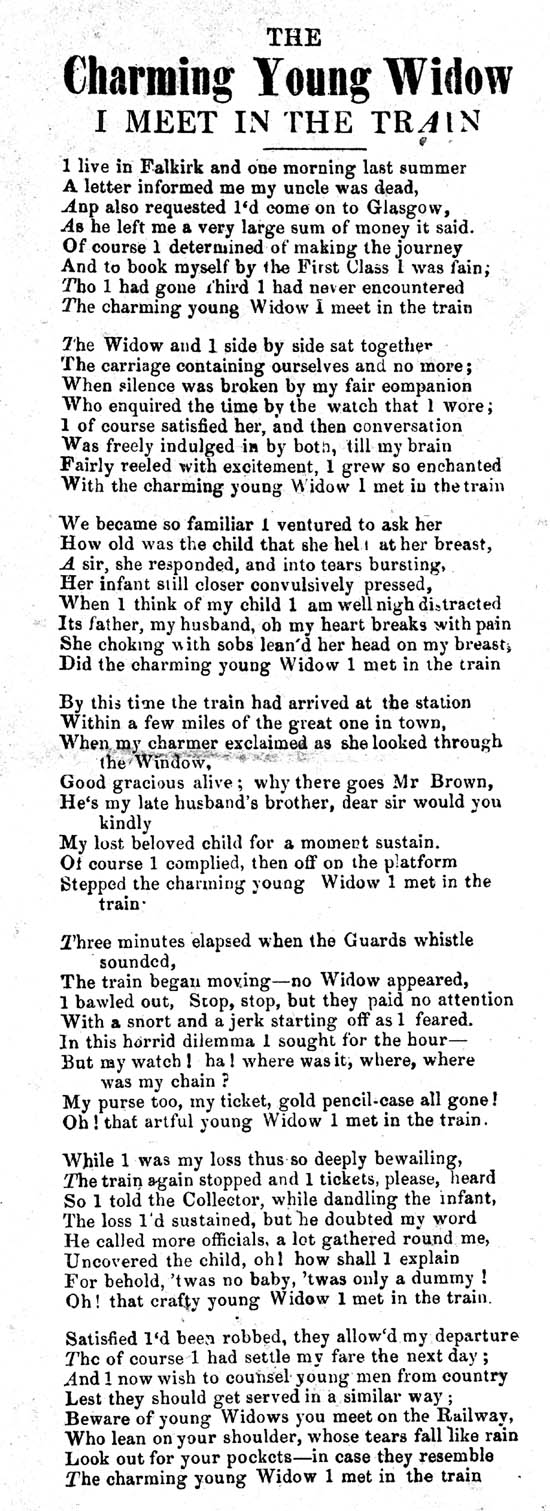 THE
Charming Young Widow
I MEET IN THE TRAIN
1 live in Falkirk and one morning last summer
A letter informed me my uncle was dead,
Anp also requested 1'd come on to Glasgow,
As he left me a very large sum of money it said.
Of course 1 determined of making the journey
And to book myself by the First Class I was fain;
Tho 1 had gone third 1 had never encountered
The charming young Widow I meet in the train
The Widow and 1 side by side sat together
The carriage containing ourselves and no more;
When silence was broken by my fair eompanion
Who enquired the time by the watch that 1 wore;
1 of course satisfied her, and then conversation
Was freely indulged in by both, till my brain
Fairly reeled with excitement, 1 grew so enchanted
With the charming young Widow 1 met in the train
We became so familiar 1 ventured to ask her
How old was the child that she held at her breast,
A sir, she responded, and into tears bursting,
Her infant still closer convulsively pressed,
When 1 think of my child 1 am well nigh distracted
Its father, my husband, oh my heart breaks with pain
She choking with sobs lean'd her head on my breast;
Did the charming young Widow 1 met in the train
By this time the train had arrived at the station
Within a few miles of the great one in town,
When my charmer exclaimed as she looked through
the Window,
Good gracious alive; why there goes Mr Brown,
He's my late husband's brother, dear sir would you
kindly
My lost beloved child for a moment sustain.
Of course 1 complied, then off on the platform
Stepped the charming young Widow 1 met in the
train·
Three minutes elapsed when the Guards whistle
sounded,
The train began moving—no Widow appeared,
1 bawled out, Stop, stop, but they paid no attention
With a snort and a jerk starting off as 1 feared.
In this horrid dilemma 1 sought for the hour—
But my watch! ha! where was it, where, where
was my chain?
My purse too, my ticket, gold pencil-case all gone!
Oh! that artful young Widow 1 met in the train.
While 1 was my loss thus so deeply bewailing,
The train again stopped and 1 tickets, please, heard
So 1 told the Collector, while dandling the infant,
The loss 1'd sustained, but he doubted my word
He called more officials, a lot gathered round me,
Uncovered the child, oh! how shall 1 explain
For behold, 'twas no baby, 'twas only a dummy!
Oh! that crafty young Widow 1 met in the train.
Satisfied 1'd been robbed, they allow'd my departure
Thc of course 1 had settle my fare the next day;
And 1 now wish to counsel young men from country
Lest they should get served in a similar way;
Beware of young Widows you meet on the Railway,
Who lean on your shoulder, whose tears fall like rain
Look out for your pockets—in case they resemble
The charming young Widow 1 met in the train